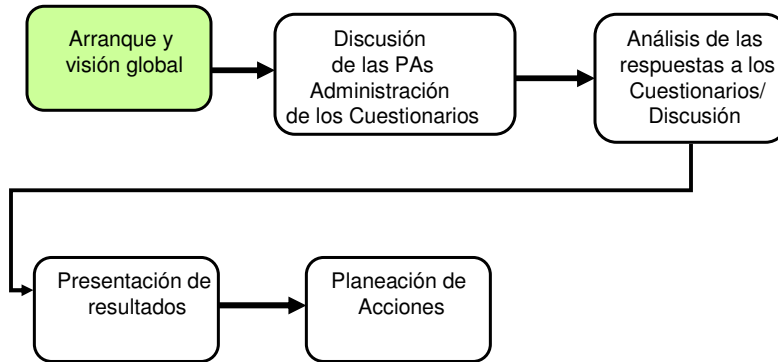 Arranque y
visión global
Discusión
de las PAs
Administración
de los Cuestionarios
Análisis de las
respuestas a los
Cuestionarios/
Discusión
Presentación de
resultados
Planeación de
Acciones